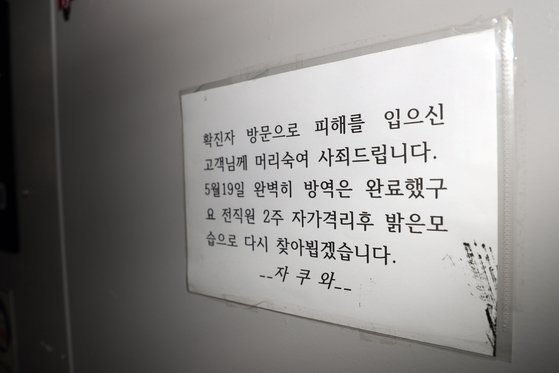 확진자 방문으로 피해를 입으신
고객님께 머리숙여 사죄드립니다.
5월19일 완벽히 방역은 완료했구
요 전직원 2주 자가격리후 밝은모
습으로 다시 찾아뵙겠습니다.
--자 쿠 와--